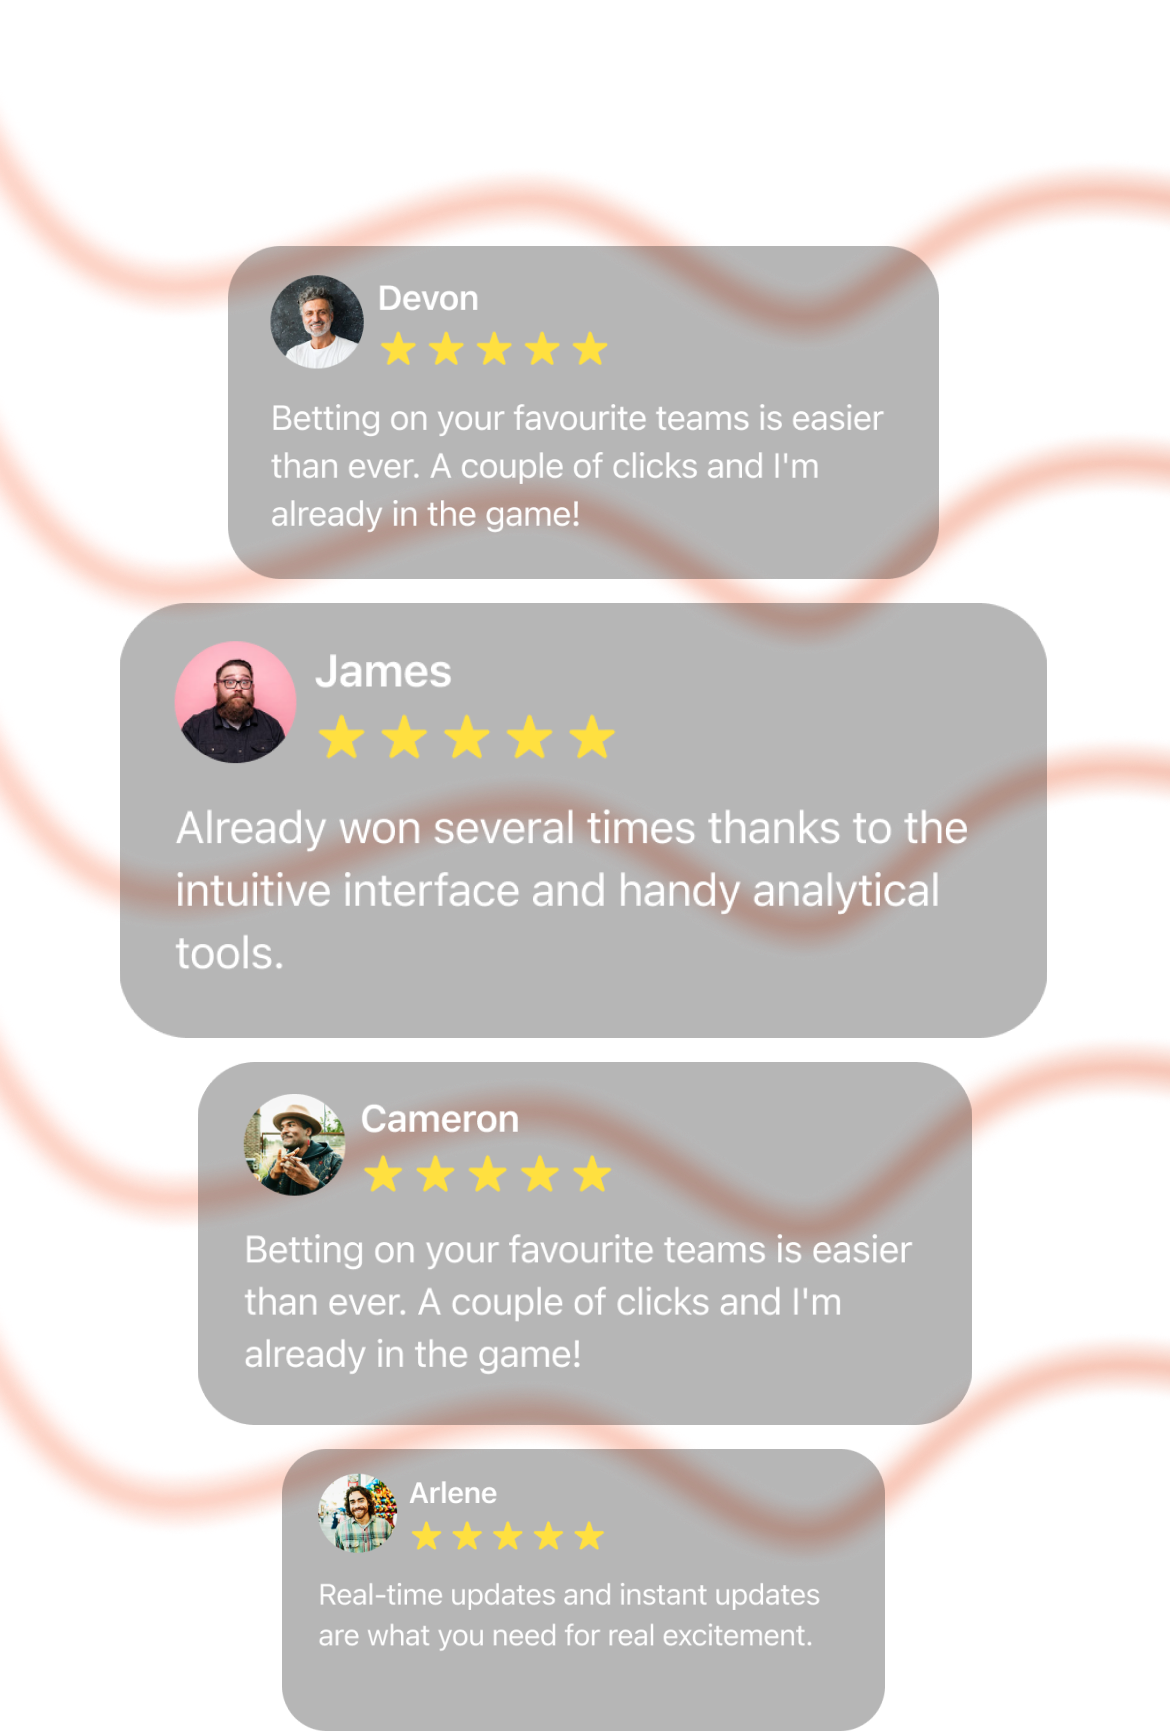 Devon
Betting on your favourite teams is easier
than ever. A couple of clicks and I'm
already in the game!
James
Already won several times thanks to the
intuitive interface and handy analytical
tools.
Cameron
Betting on your favourite teams is easier
than ever. A couple of clicks and I'm
already in the game!
Arlene
Real-time updates and instant updates
are what you need for real excitement.